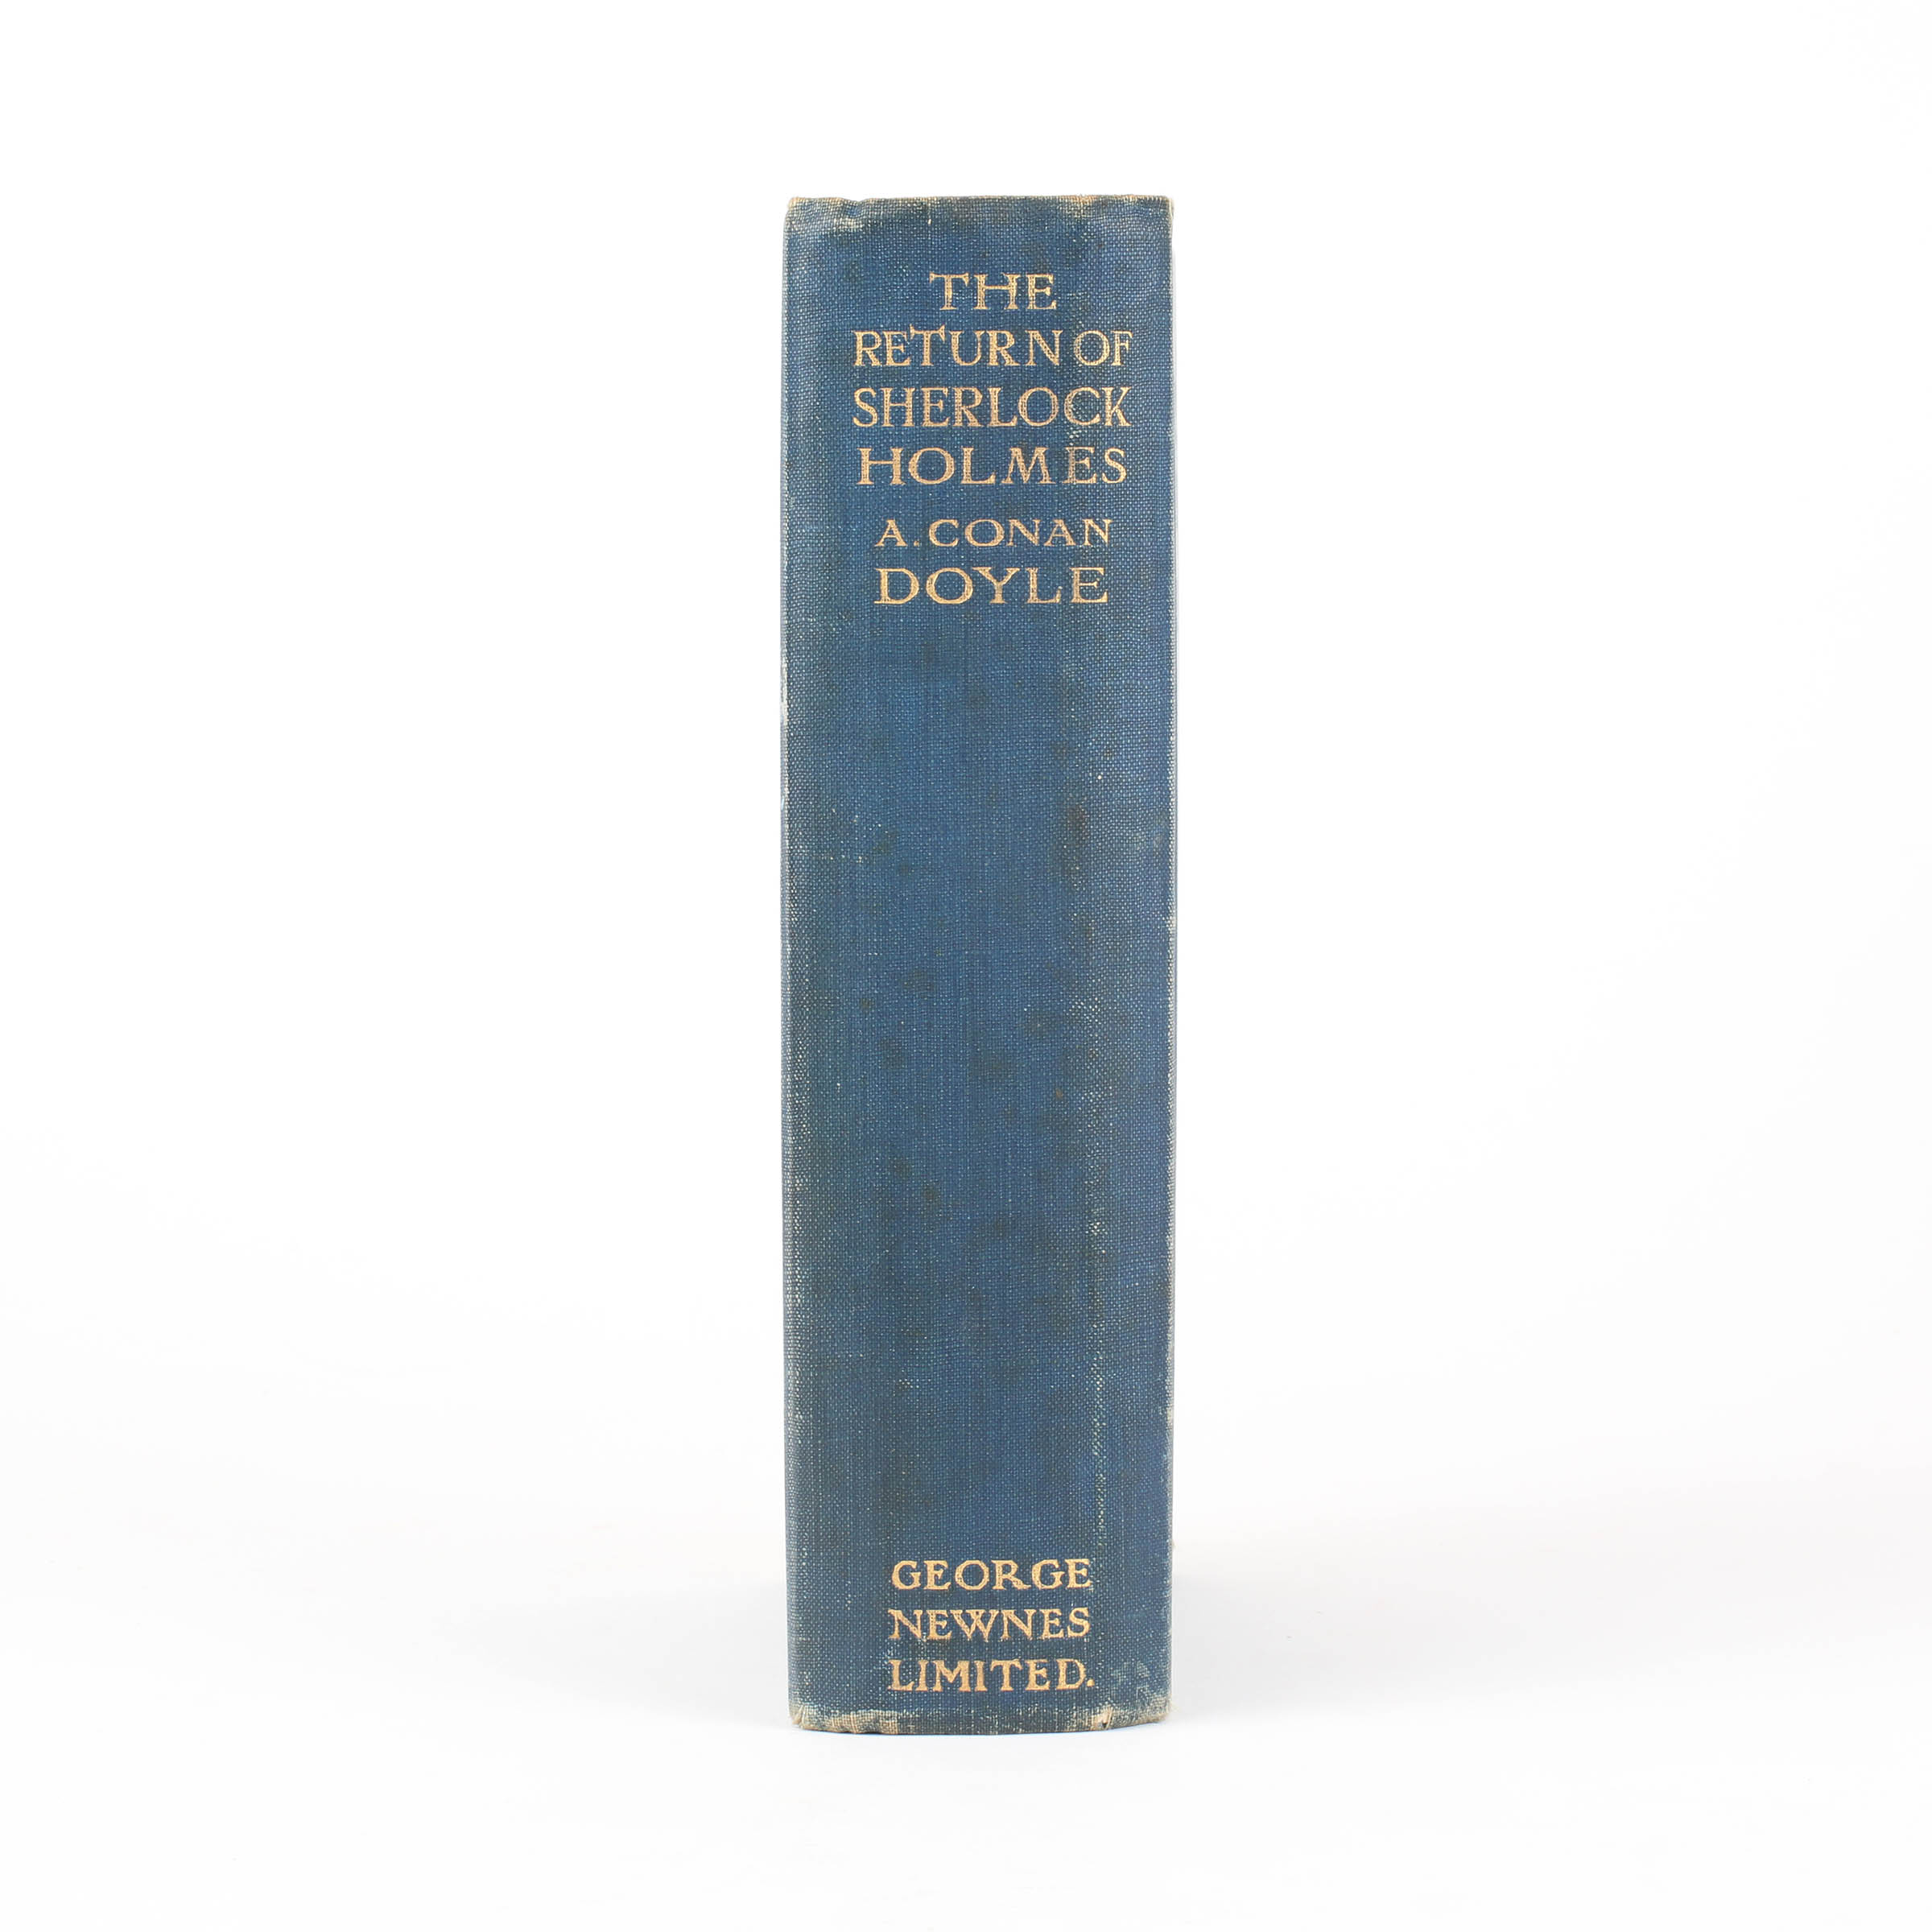 THE
RETURN OF
SHERLOCK
HOLMES
A. CONAN
DOYLE
GEORGE
NEWNES
LIMITED.